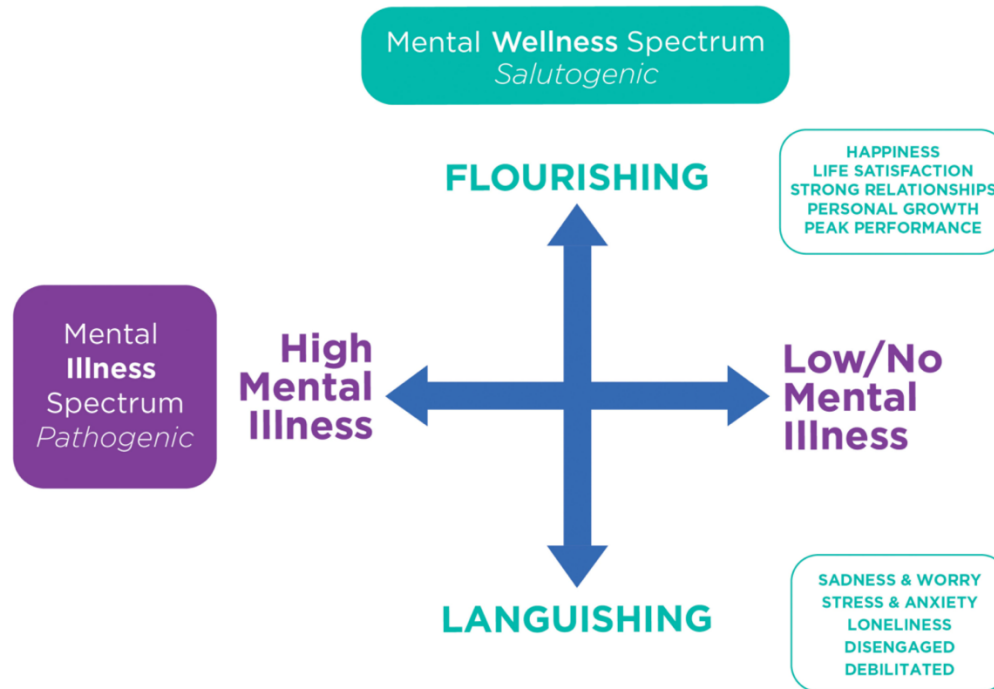 Mental Wellness Spectrum
Salutogenic
FLOURISHING
HAPPINESS
LIFE SATISFACTION
STRONG RELATIONSHIPS
PERSONAL GROWTH
PEAK PERFORMANCE
Mental
Illness
Spectrum
Pathogenic
High
Mental
Illness
Low/No
Mental
Illness
LANGUISHING
SADNESS & WORRY
STRESS & ANXIETY
LONELINESS
DISENGAGED
DEBILITATED